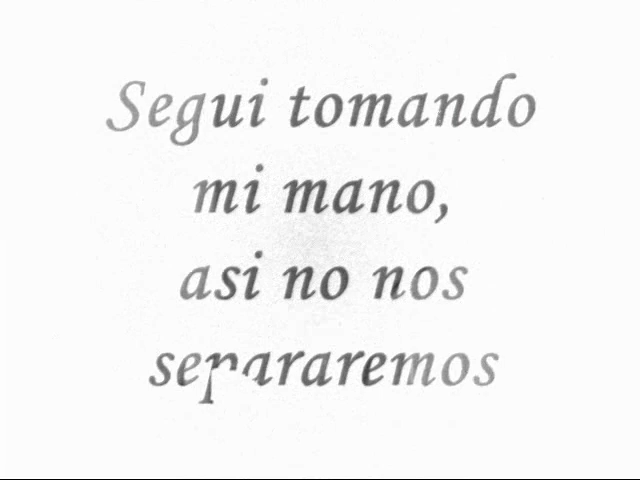 Segui tomando
mi mano,
asi no nos
separaremos